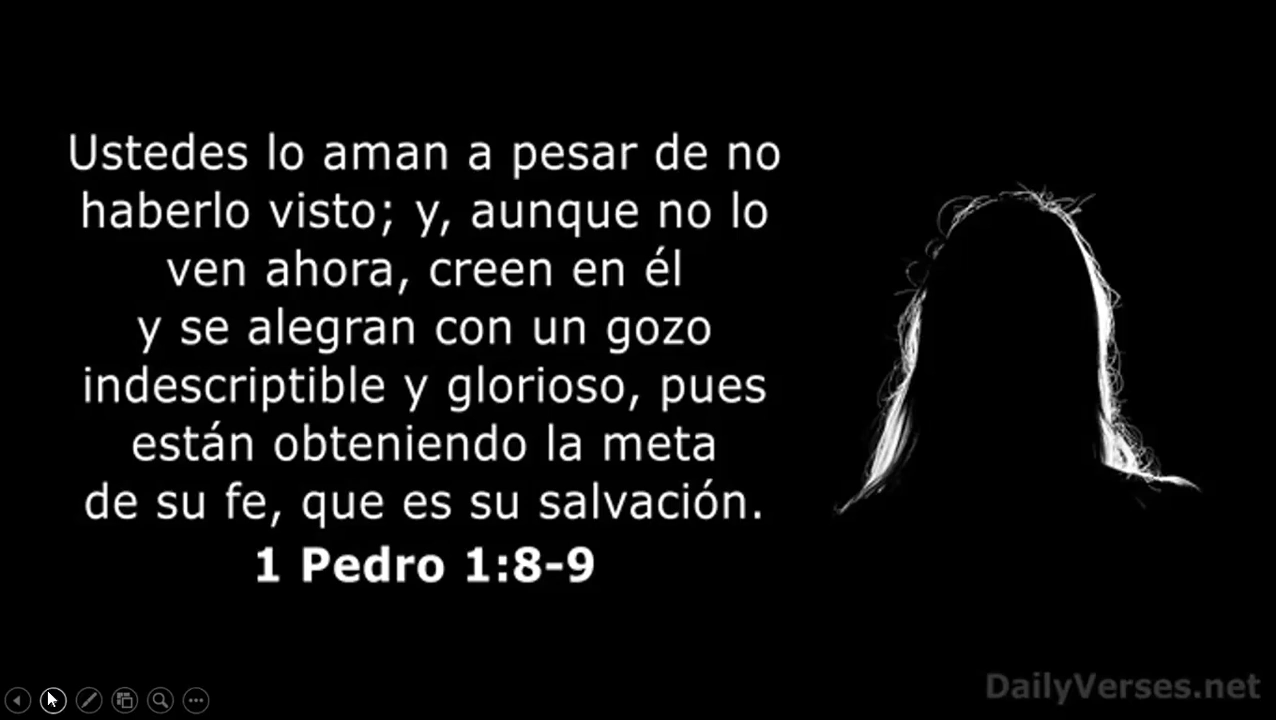 Ustedes lo aman a pesar de no
haberlo visto; y, aunque no lo
ven ahora, creen en él
y se alegran con un gozo
indescriptible y glorioso, pues
están obteniendo la meta
de su fe, que es su salvación.
1 Pedro 1:8-9
DailyVerses.net